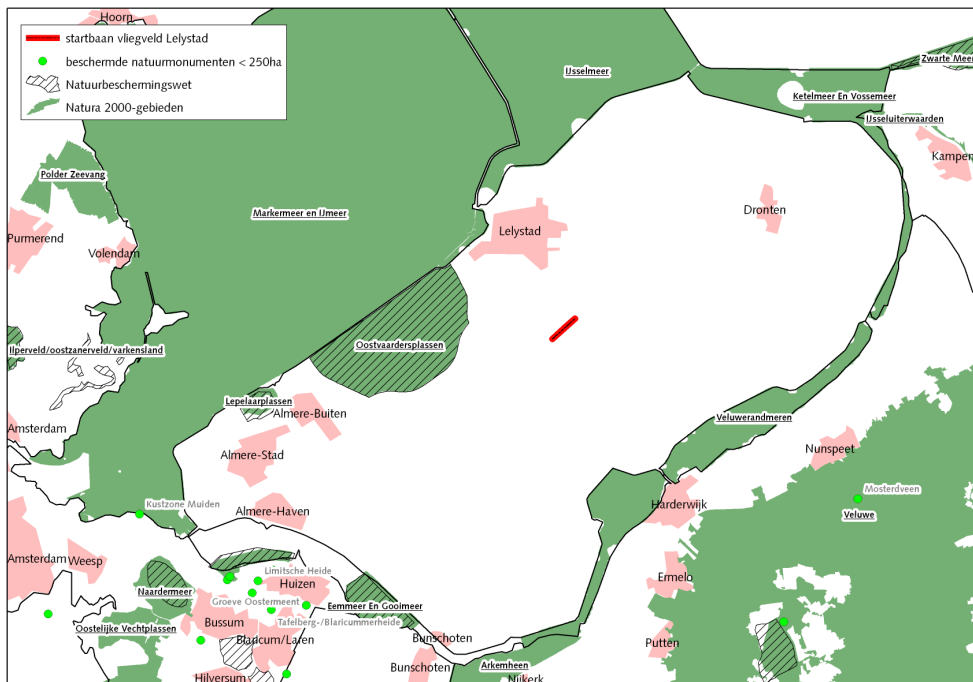 Hoorn
startbaan vliegveld Lelystad
beschermde natuurmonumenten < 250ha
Natuurbeschermingswet
Natura 2000-gebieden
IJsselmeer
Zwarte Meer
Ketelmeer En Vossemeer
IJsseluiterwaarden
Kampen
Polder Zeevang
Markermeer en IJmeer
Dronten
Purmerend
Lelystad
Volendam
Oostvaardersplassen
Ilperveld/oostzanerveld/varkensland
Lepelaarplassen
Almere-Buiten
Veluwerandmeren
Amsterdam
Almere-Stad
Nunspeet
Mosterdveen
Kustzone Muiden
Almere-Haven
Harderwijk
Veluwe
Amsterdam
Weesp
Limitsche Heide
Huizen
Ermelo
Naardermeer
Groeve Oostermeent
Eemmeer En Gooimeer
Tafelberg-/Blaricummerheide
Oostelijke Vechtplassen
Bussum
Blaricum/Laren
Bunschoten
Putten
Bunschoten
Arkemheen
Hilversum
Nijkerk